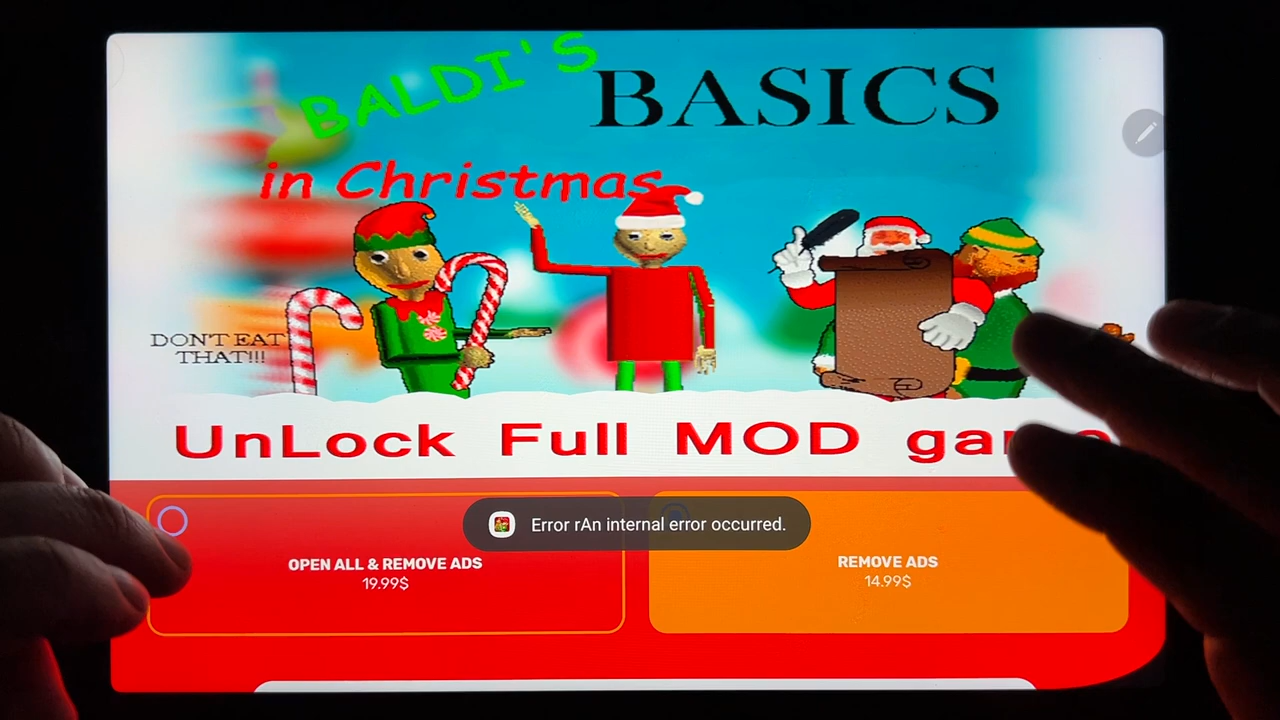 BALDI'S
BASICS
in Christmas
DON'T EAT
THAT!!!
UnLock Full MOD
Error rAn internal error occurred.
OPEN ALL & REMOVE ADS
19.99$
REMOVE ADS
14.99$